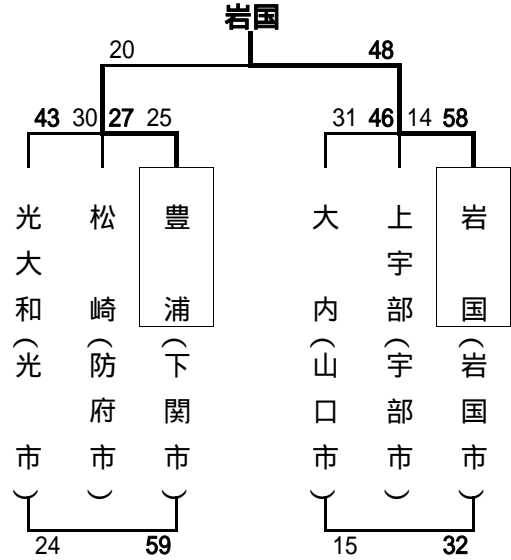 岩国
20 48
43 30 27 25 31 46 14 58
光大和(光市)
松崎(防府市)
豊浦(下関市)
大内(山口市)
上宇部(宇部市)
岩国(岩国市)
24 59 15 32